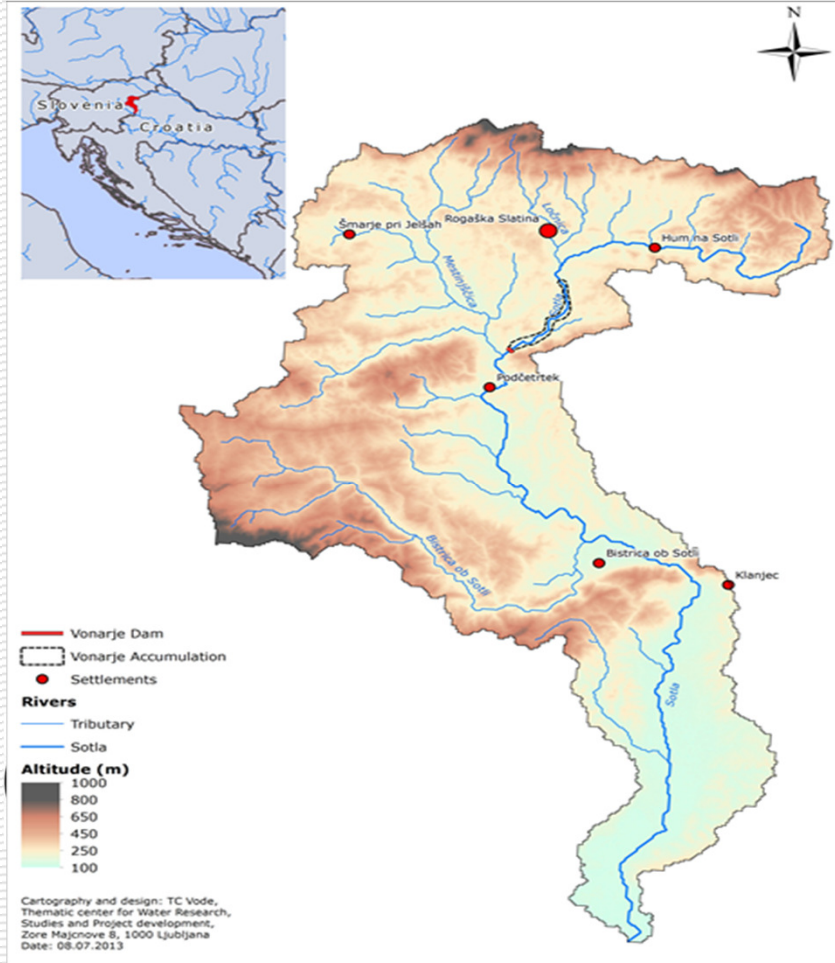 N
Slovenia
Croatia
Šmarje pri Jelšah
Rogaška Slatina
Ločnica
Hum na Sotli
Mestinjščica
Sotla
Podčetrtek
Bistrica ob Sotli
Bistrica ob Sotli
Klanjec
Sotla
Vonarje Dam
Vonarje Accumulation
Settlements
Rivers
Tributary
Sotla
Altitude (m)
1000
800
650
450
250
100
Cartography and design: TC Vode,
Thematic center for Water Research,
Studies and Project development,
Zore Majcnove 8, 1000 Ljubljana
Date: 08.07.2013